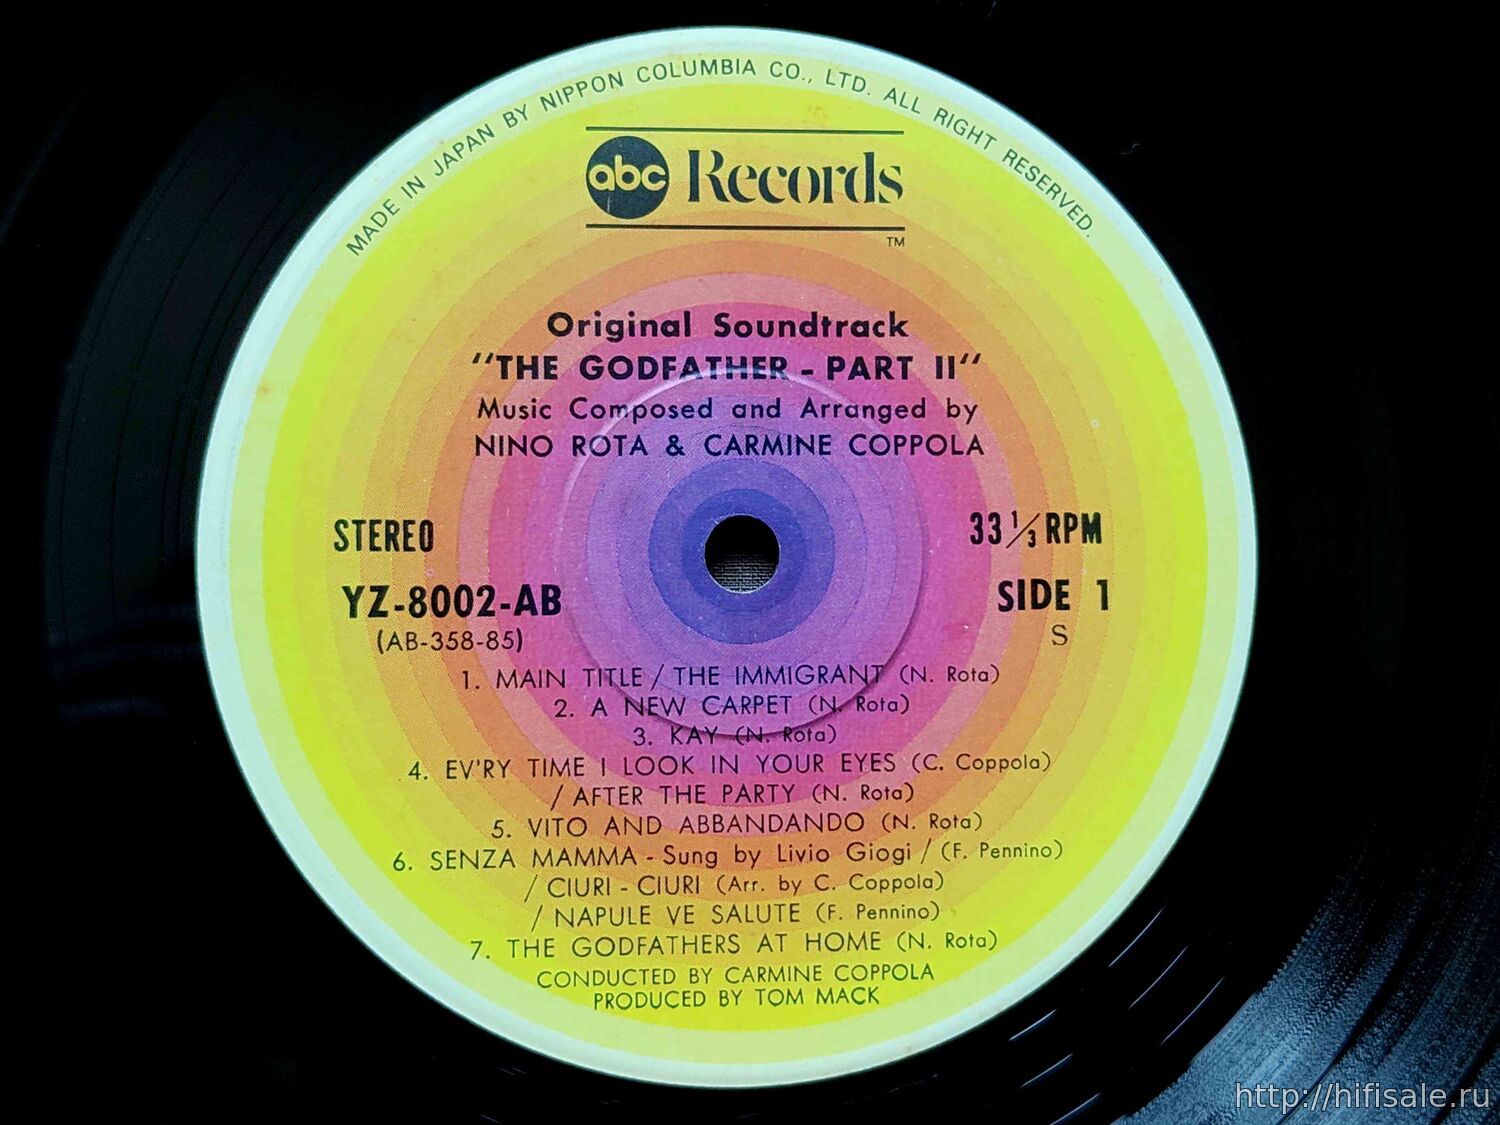 MADE IN JAPAN BY NIPPON COLUMBIA CO., LTD. ALL RIGHT RESERVED.
abc Records
TM
Original Soundtrack
"THE GODFATHER - PART II"
Music Composed and Arranged by
NINO ROTA & CARMINE COPPOLA
STEREO
33 1/3 RPM
YZ-8002-AB
SIDE 1
(AB-358-85)
S
1. MAIN TITLE / THE IMMIGRANT (N. Rota)
2. A NEW CARPET (N. Rota)
3. KAY (N. Rota)
4. EV'RY TIME I LOOK IN YOUR EYES (C. Coppola)
/ AFTER THE PARTY (N. Rota)
5. VITO AND ABBANDANDO (N. Rota)
6. SENZA MAMMA - Sung by Livio Giogi / (F. Pennino)
/ CIURI - CIURI (Arr. by C. Coppola)
/ NAPULE VE SALUTE (F. Pennino)
7. THE GODFATHERS AT HOME (N. Rota)
CONDUCTED BY CARMINE COPPOLA
PRODUCED BY TOM MACK
http://hifisale.ru